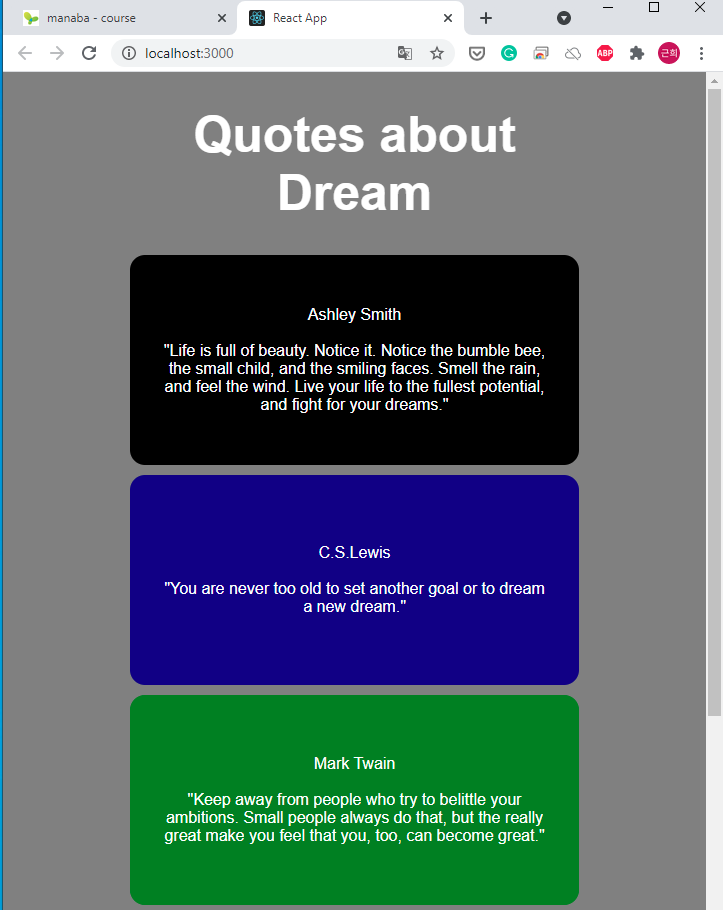 manaba - course
React App
localhost:3000
ABP
근희
Quotes about
Dream
Ashley Smith
"Life is full of beauty. Notice it. Notice the bumble bee,
the small child, and the smiling faces. Smell the rain,
and feel the wind. Live your life to the fullest potential,
and fight for your dreams."
C.S.Lewis
"You are never too old to set another goal or to dream
a new dream."
Mark Twain
"Keep away from people who try to belittle your
ambitions. Small people always do that, but the really
great make you feel that you, too, can become great."